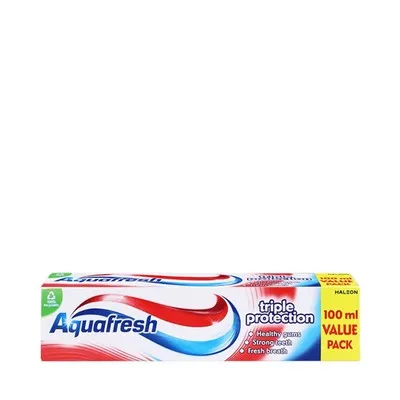 HALEON
Aquafresh
triple
protection
• Healthy gums
• Strong teeth
• Fresh breath
100 ml
VALUE
PACK